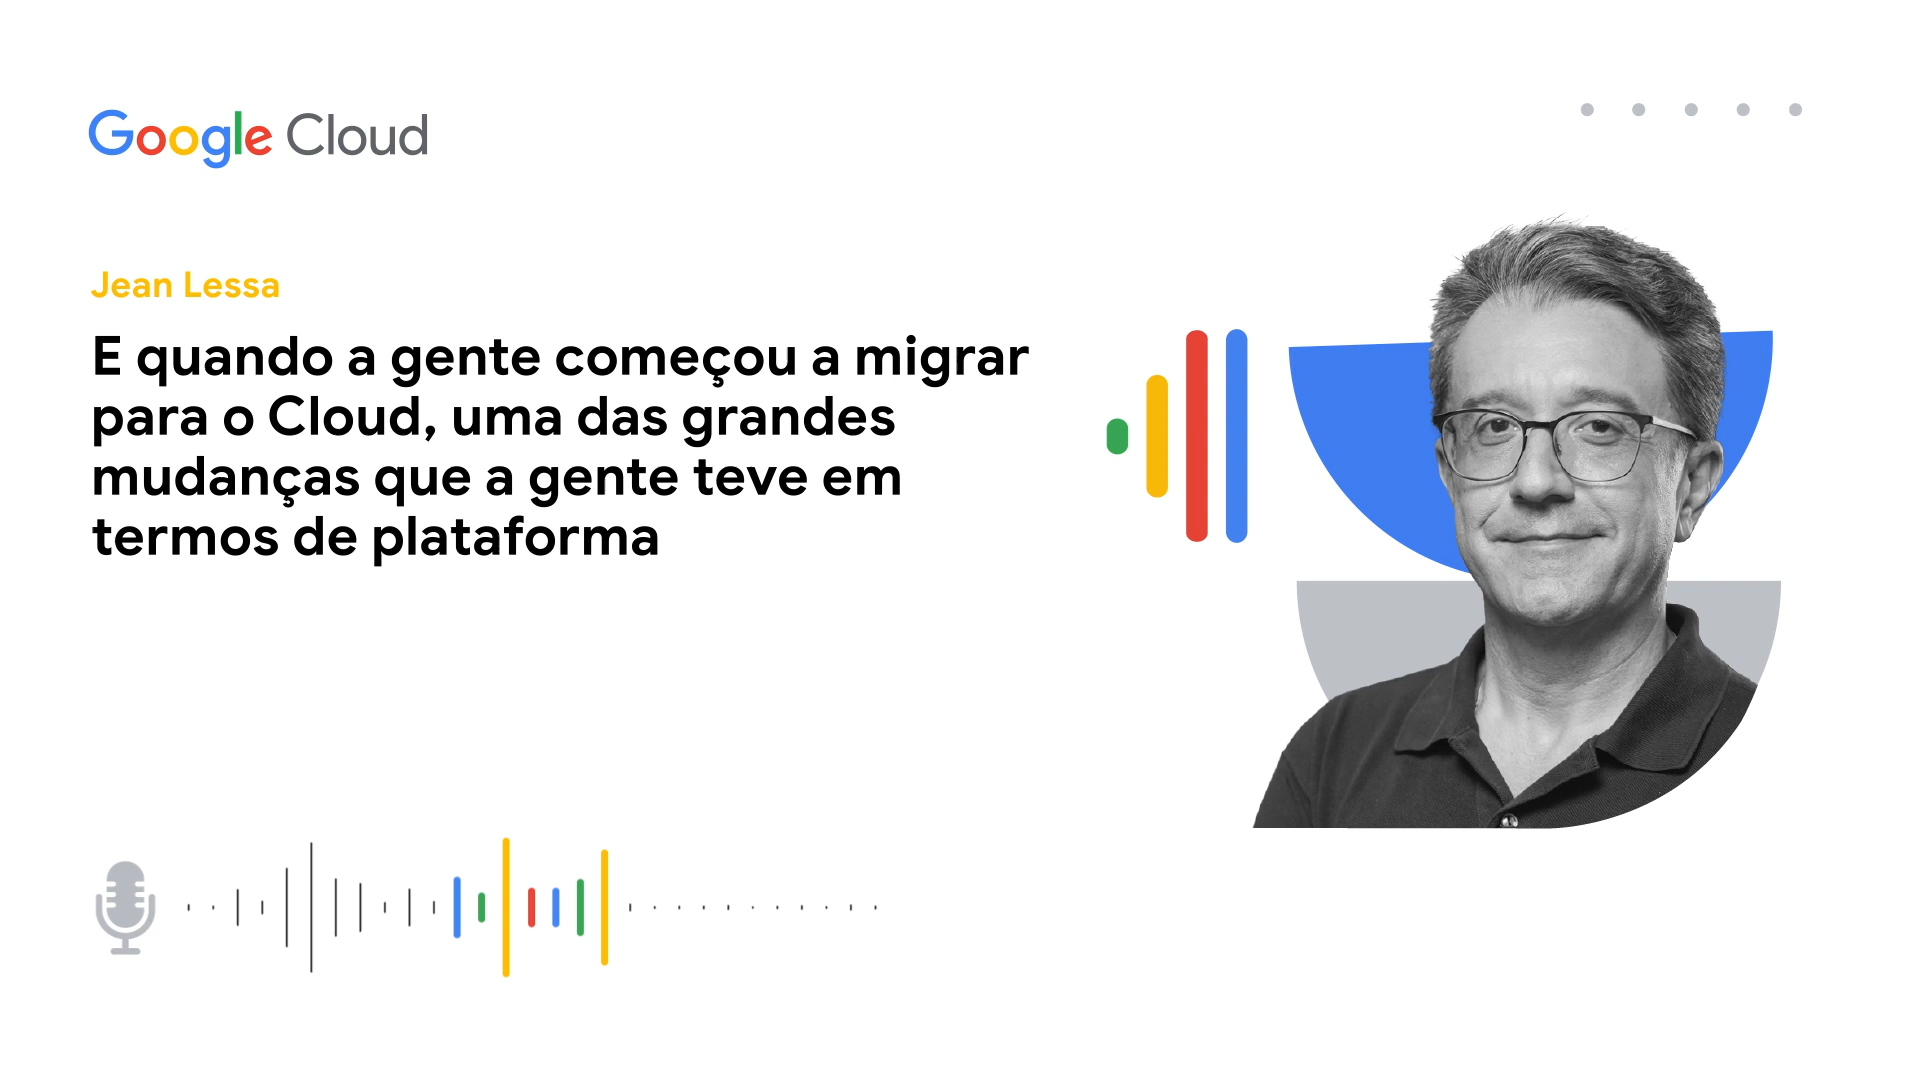 Google Cloud
Jean Lessa
E quando a gente começou a migrar
para o Cloud, uma das grandes
mudanças que a gente teve em
termos de plataforma